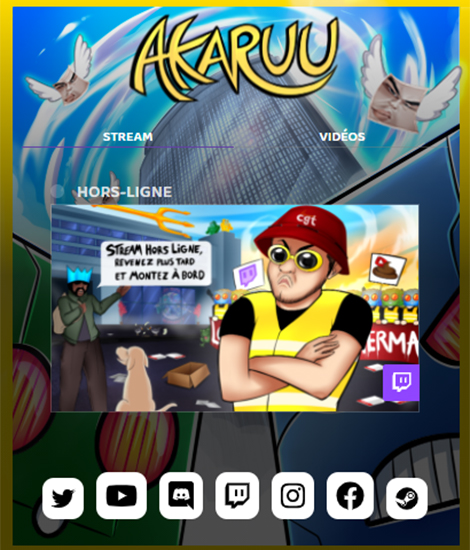 AKARUU
STREAM
VIDÉOS
HORS-LIGNE
STREAM HORS LIGNE,
REVENEZ PLUS TARD
ET MONTEZ À BORD
cgt
ERMA